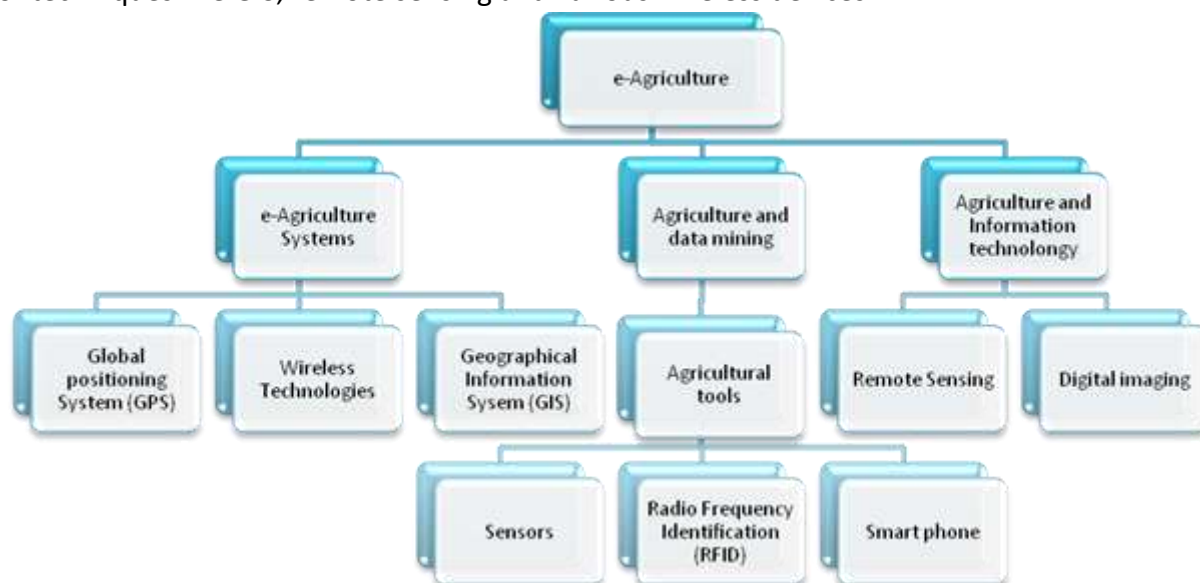 e-Agriculture
e-Agriculture
Systems
Agriculture and
data mining
Agriculture and
Information
technolongy
Global
positioning
System (GPS)
Wireless
Technologies
Geographical
Information
Sysem (GIS)
Agricultural
tools
Remote Sensing
Digital imaging
Sensors
Radio Frequency
Identification
(RFID)
Smart phone